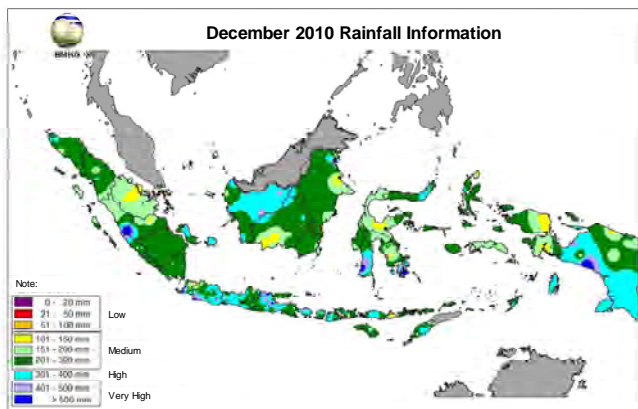 December 2010 Rainfall Information
BMKG
Note:
0 - 20 mm
21 - 50 mm
51 - 100 mm
Low
101 - 150 mm
151 - 200 mm
201 - 300 mm
Medium
301 - 400 mm
High
401 - 500 mm
> 500 mm
Very High